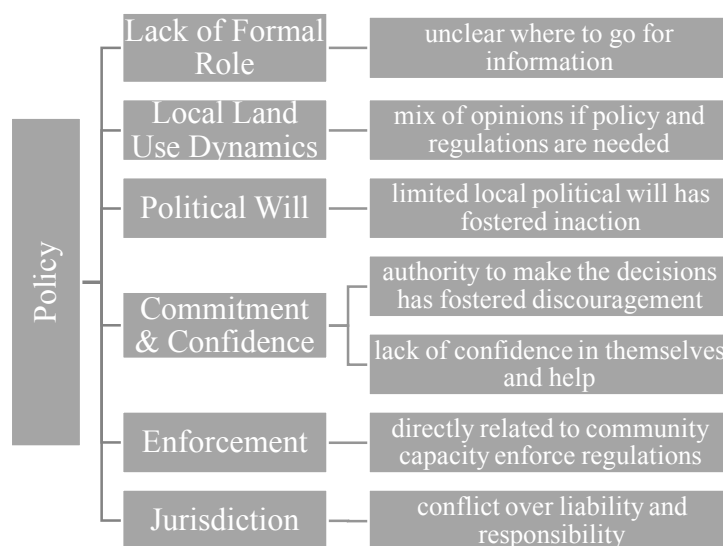 Policy
Lack of Formal
Role
unclear where to go for
information
Local Land
Use Dynamics
mix of opinions if policy and
regulations are needed
Political Will
limited local political will has
fostered inaction
Commitment
& Confidence
authority to make the decisions
has fostered discouragement
lack of confidence in themselves
and help
Enforcement
directly related to community
capacity enforce regulations
Jurisdiction
conflict over liability and
responsibility